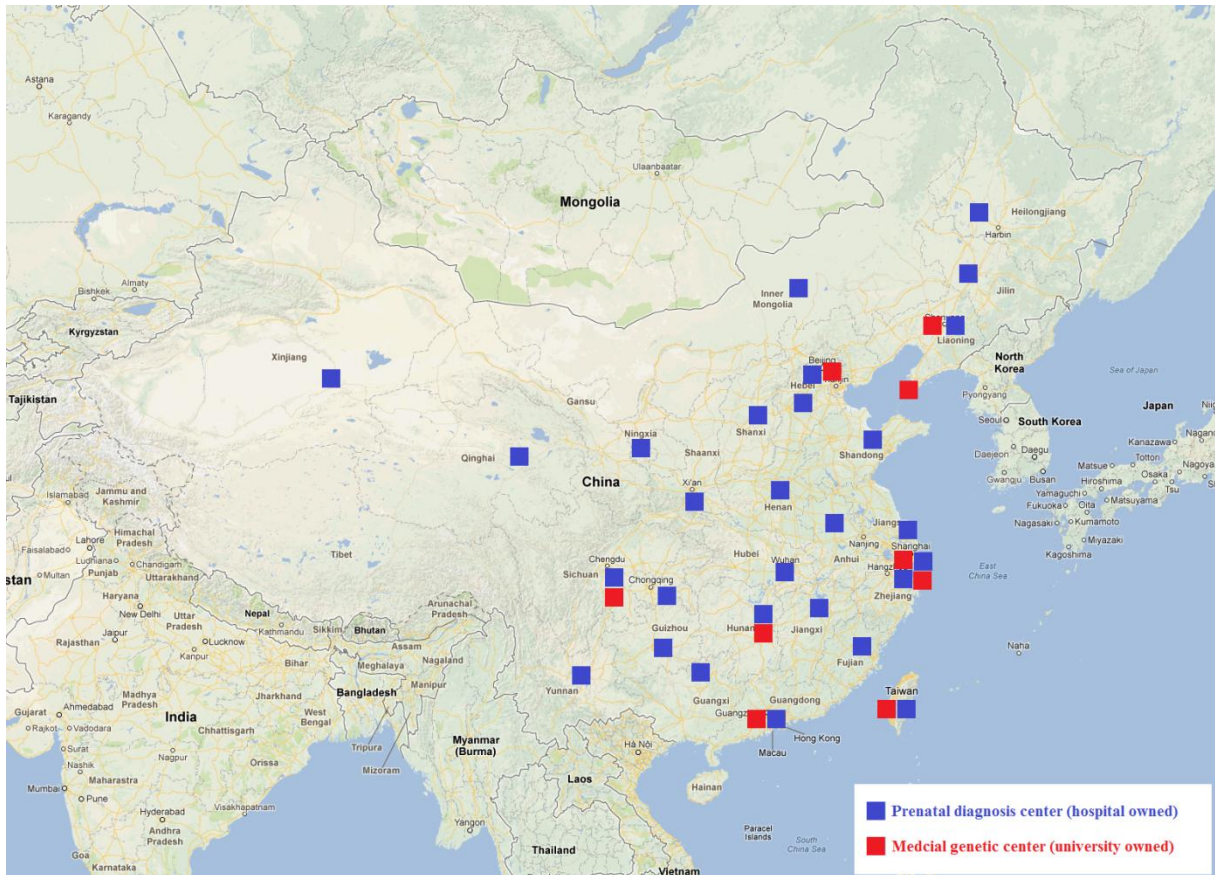 Astana
Karagandy
Ulaanbaatar
Mongolia
Heilongjiang
Harbin
Inner
Mongolia
Jilin
Almaty
Bishkek
Kyrgyzstan
Liaoning
Xinjiang
North
Korea
Beijing
Hebei
Gansu
Pyongyang
Sea of Japan
Tajikistan
Seoul
South Korea
Japan
Shanxi
Ningxia
Shaanxi
Shandong
Qinghai
China
Daejeon
Daegu
Gwangju
Busan
Kanazawa
Matsue
Tottori
Osaka
Tsu
Nagoya
Yamaguchi
Hiroshima
Matsuyama
Fukuoka
Oita
Nagasaki
Kumamoto
Miyazaki
Kagoshima
Islamabad
Jammu and
Kashmir
Xi'an
Henan
Himachal
Pradesh
Faisalabad
Lahore
Ludhiana
Chandigarh
Punjab
Uttarakhand
Multan
Tibet
Nanjing
Shanghai
Hubei
Wuhan
Anhui
Zhejiang
East
China Sea
Chengdu
Sichuan
Chongqing
stan
Haryana
New Delhi
Nepal
Kathmandu
Sikkim
Bhutan
Arunachal
Pradesh
Rajasthan
Jaipur
Lucknow
Kanpur
Assam
Nagaland
Meghalaya
Bihar
Manipur
Guizhou
Hunan
Jiangxi
Fujian
Naha
Yunnan
Guangxi
Guangdong
Taiwan
Bangladesh
Madhya
Pradesh
Jharkhand
West
Bengal
Gujarat
Ahmedabad
Rajkot
Vadodara
India
Chhattisgarh
Surat
Nagpur
Nashik
Orissa
Tripura
Mizoram
Myanmar
(Burma)
Hà Nội
Hong Kong
Macau
Laos
Hainan
Mumbai
Maharashtra
Pune
Hyderabad
Visakhapatnam
Andhra
Pradesh
Goa
Karnataka
Yangon
Thailand
Vietnam
Paracel
Islands
South
China Sea
Prenatal diagnosis center (hospital owned)
Medcial genetic center (university owned)